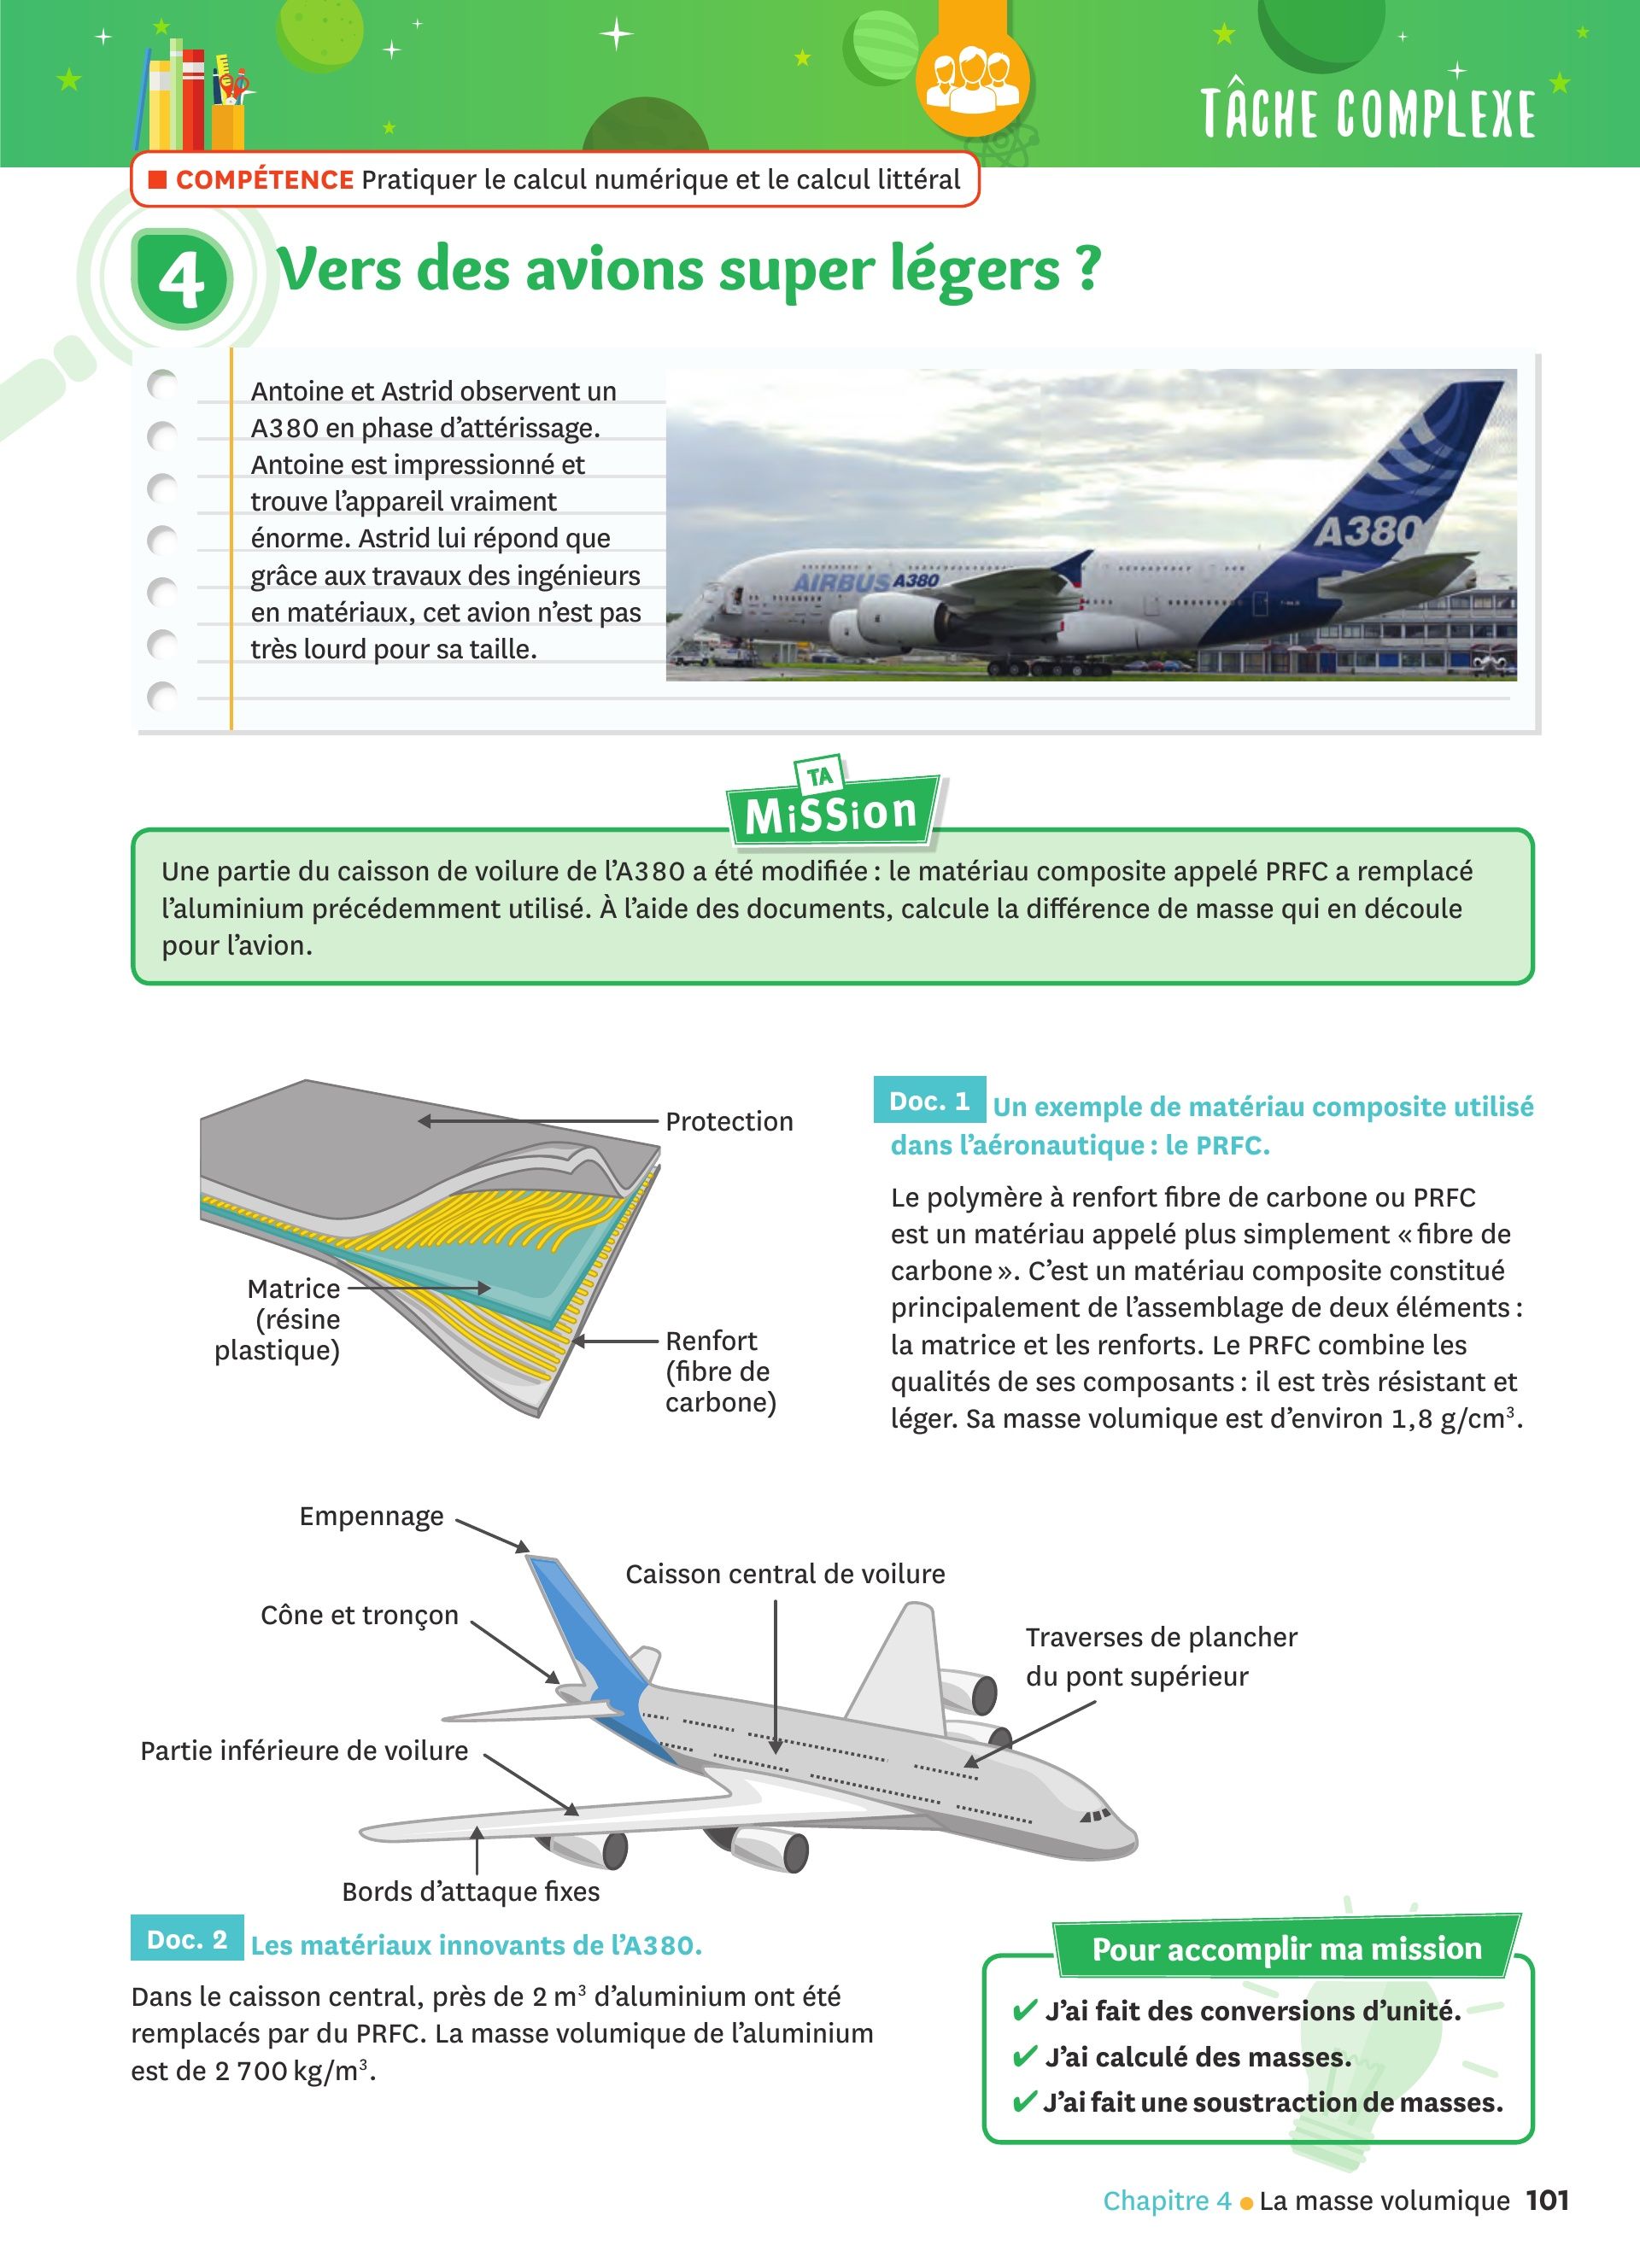 TÂCHE COMPLEXE
COMPÉTENCE Pratiquer le calcul numérique et le calcul littéral
4 Vers des avions super légers ?
Antoine et Astrid observent un
A380 en phase d’attérissage.
Antoine est impressionné et
trouve l’appareil vraiment
énorme. Astrid lui répond que
grâce aux travaux des ingénieurs
en matériaux, cet avion n’est pas
très lourd pour sa taille.
A380
AIRBUS A380
TA
MiSSion
Une partie du caisson de voilure de l’A380 a été modifiée : le matériau composite appelé PRFC a remplacé
l’aluminium précédemment utilisé. À l’aide des documents, calcule la différence de masse qui en découle
pour l’avion.
Protection
Matrice
(résine
plastique)
Renfort
(fibre de
carbone)
Doc. 1 Un exemple de matériau composite utilisé
dans l’aéronautique : le PRFC.
Le polymère à renfort fibre de carbone ou PRFC
est un matériau appelé plus simplement « fibre de
carbone ». C’est un matériau composite constitué
principalement de l’assemblage de deux éléments :
la matrice et les renforts. Le PRFC combine les
qualités de ses composants : il est très résistant et
léger. Sa masse volumique est d’environ 1,8 g/cm³.
Empennage
Caisson central de voilure
Cône et tronçon
Traverses de plancher
du pont supérieur
Partie inférieure de voilure
Bords d’attaque fixes
Doc. 2 Les matériaux innovants de l’A380.
Dans le caisson central, près de 2 m³ d’aluminium ont été
remplacés par du PRFC. La masse volumique de l’aluminium
est de 2 700 kg/m³.
Pour accomplir ma mission
✔ J’ai fait des conversions d’unité.
✔ J’ai calculé des masses.
✔ J’ai fait une soustraction de masses.
Chapitre 4 • La masse volumique 101